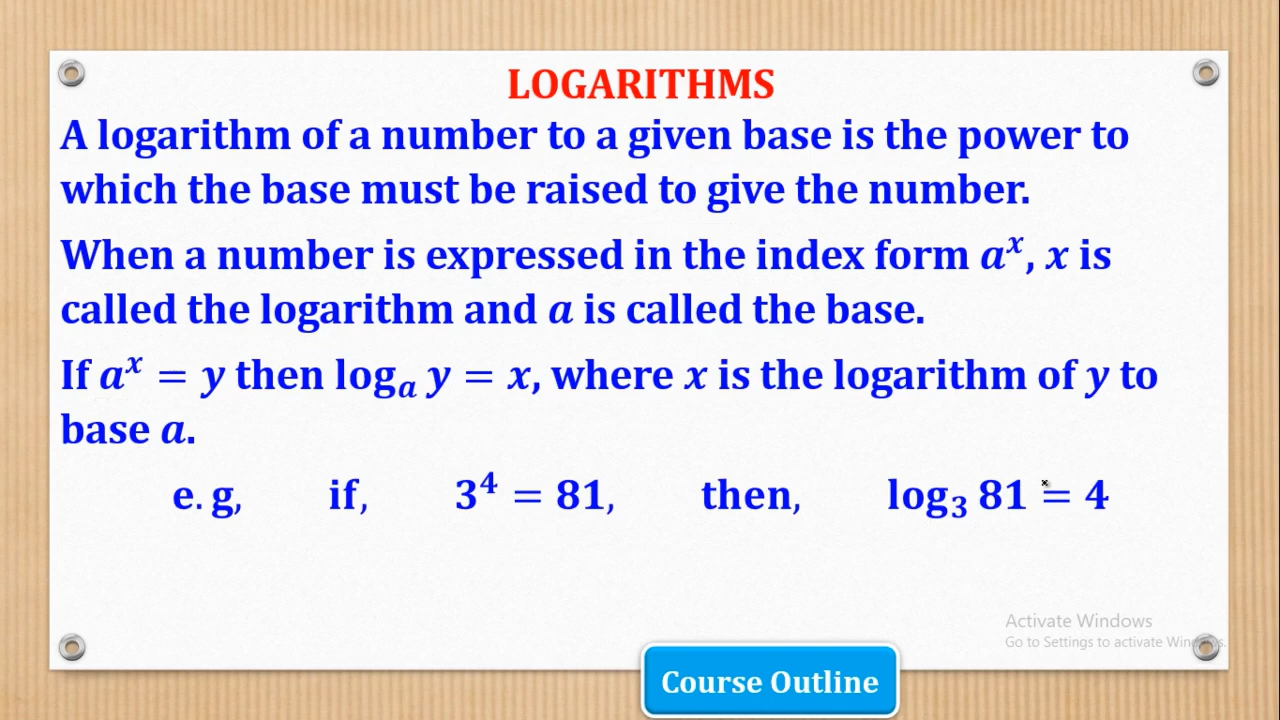 LOGARITHMS
A logarithm of a number to a given base is the power to
which the base must be raised to give the number.
When a number is expressed in the index form aˣ, x is
called the logarithm and a is called the base.
If aˣ = y then logₐ y = x, where x is the logarithm of y to
base a.
e. g, if, 3⁴ = 81, then, log₃ 81 = 4
Activate Windows
Go to Settings to activate Windows.
Course Outline